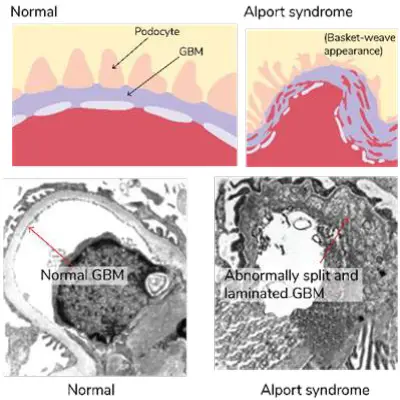 Normal
Alport syndrome
Podocyte
GBM
(Basket-weave
appearance)
Normal GBM
Abnormally split and
laminated GBM
Normal
Alport syndrome